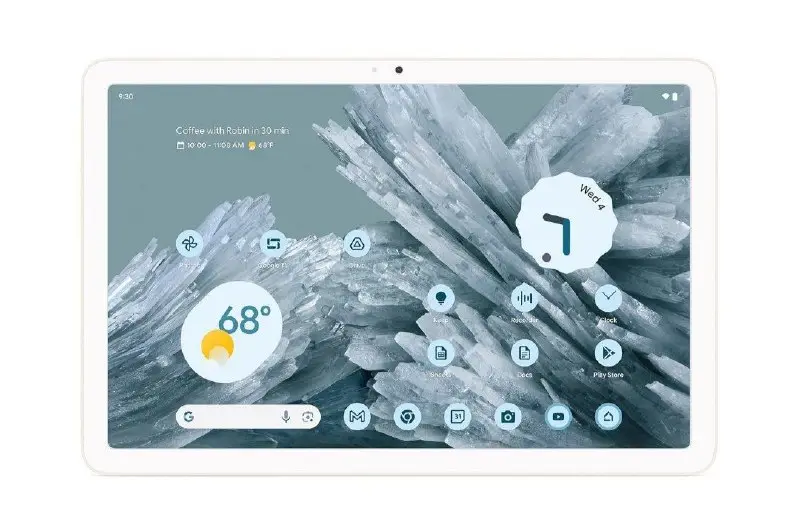 9:30
Coffee with Robin in 30 min
10:00 - 11:00 AM 68°F
Wed 4
68°
Recorder
Clock
Docs
Play Store
31